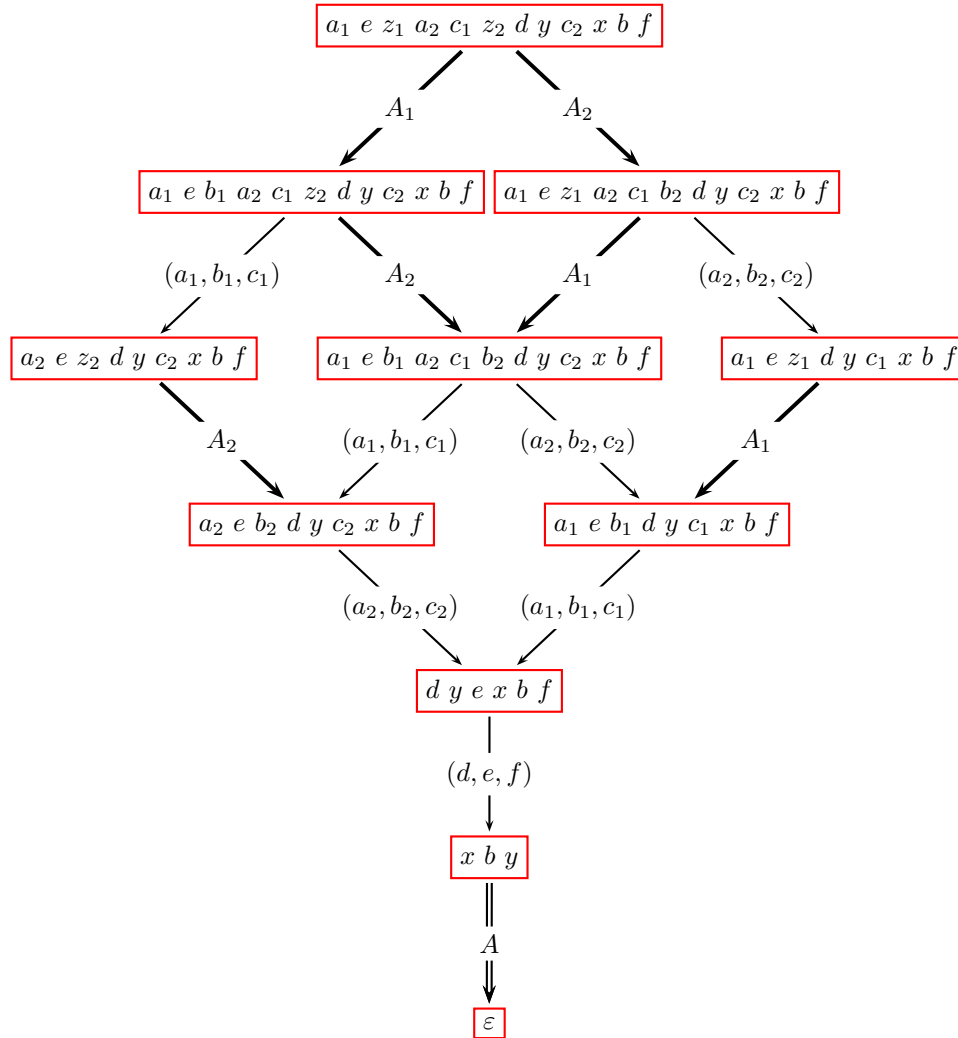 a₁ e z₁ a₂ c₁ z₂ d y c₂ x b f
A₁ A₂
a₁ e b₁ a₂ c₁ z₂ d y c₂ x b f a₁ e z₁ a₂ c₁ b₂ d y c₂ x b f
(a₁, b₁, c₁) A₂ A₁ (a₂, b₂, c₂)
a₂ e z₂ d y c₂ x b f a₁ e b₁ a₂ c₁ b₂ d y c₂ x b f a₁ e z₁ d y c₁ x b f
A₂ (a₁, b₁, c₁) (a₂, b₂, c₂) A₁
a₂ e b₂ d y c₂ x b f a₁ e b₁ d y c₁ x b f
(a₂, b₂, c₂) (a₁, b₁, c₁)
d y e x b f
(d, e, f)
x b y
A
ε